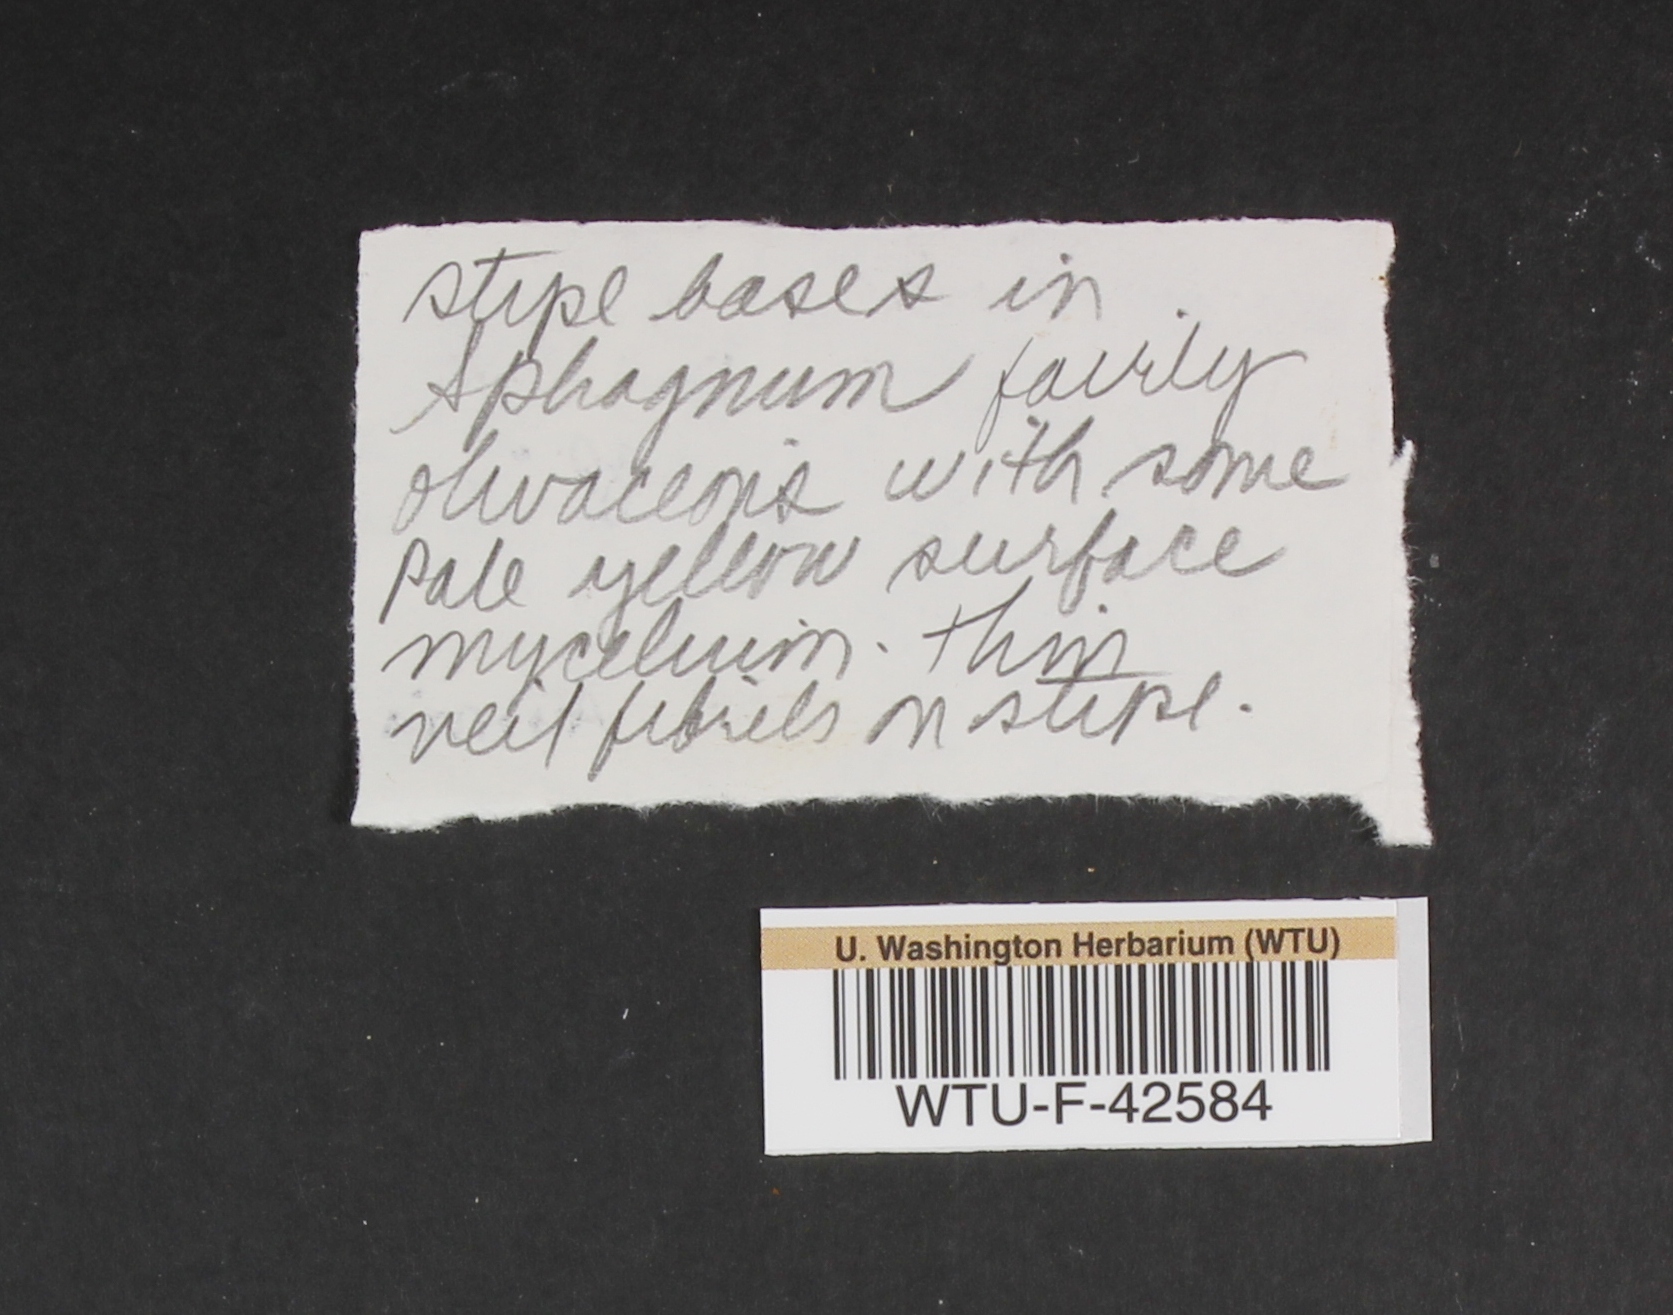 stipe bases in
Sphagnum fairly
olivaceous with some
pale yellow surface
mycelium. thin
veil fibrils on stipe.
U. Washington Herbarium (WTU)
WTU-F-42584